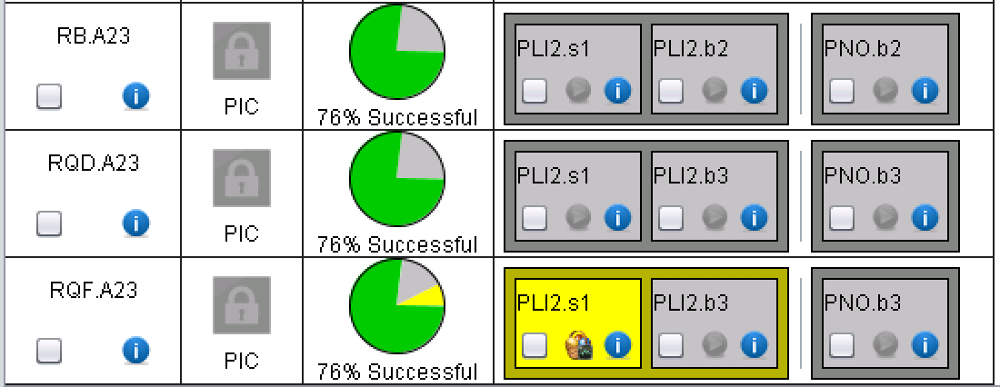 RB.A23
PIC
76% Successful
PLI2.s1
PLI2.b2
PNO.b2
RQD.A23
PIC
76% Successful
PLI2.s1
PLI2.b3
PNO.b3
RQF.A23
PIC
76% Successful
PLI2.s1
PLI2.b3
PNO.b3